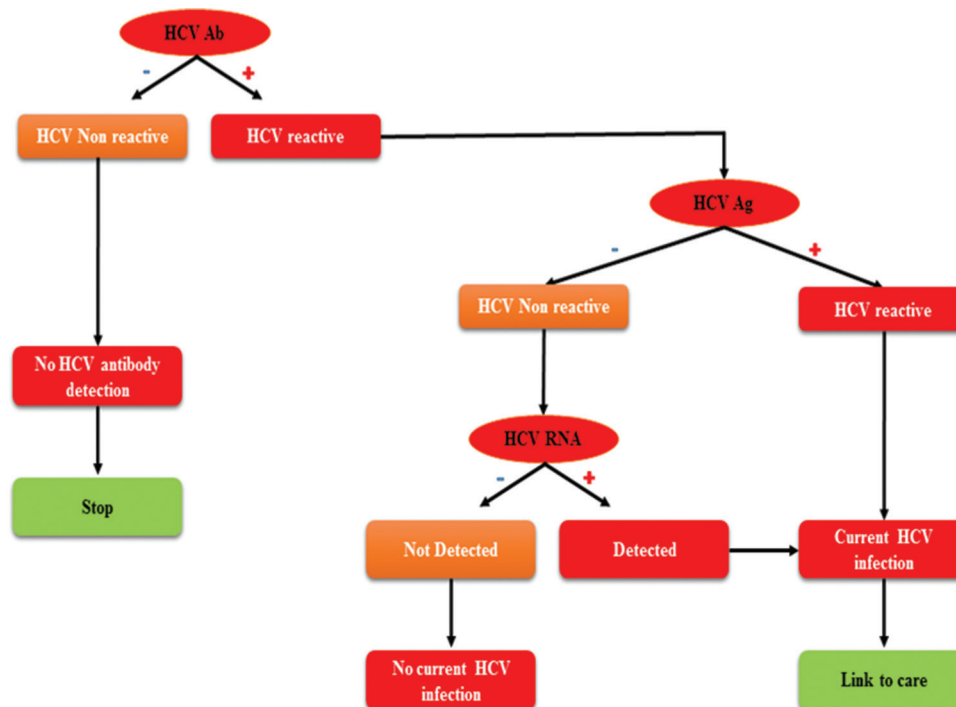 HCV Ab
-
+
HCV Non reactive
HCV reactive
HCV Ag
-
+
HCV Non reactive
HCV reactive
No HCV antibody
detection
HCV RNA
-
+
Stop
Not Detected
Detected
Current HCV
infection
No current HCV
infection
Link to care